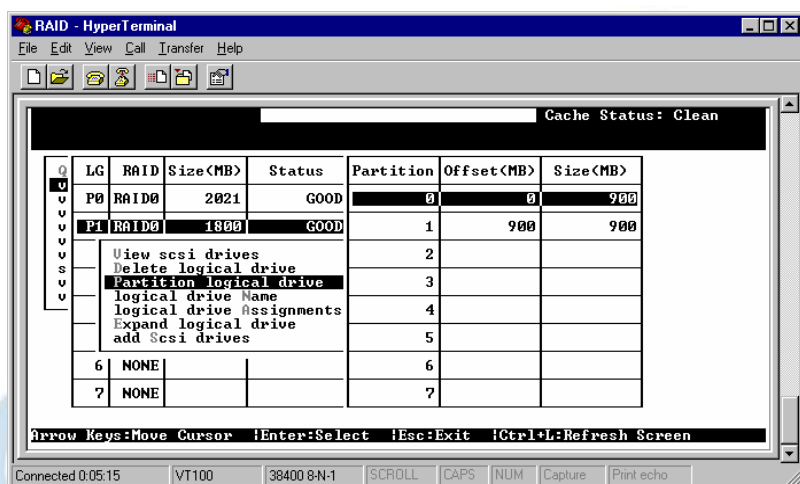 RAID - HyperTerminal
File Edit View Call Transfer Help
Cache Status: Clean
Q LG RAID Size(MB) Status Partition Offset(MB) Size(MB)
v
v P0 RAID0 2021 GOOD 0 0 900
v
v P1 RAID0 1800 GOOD 1 900 900
v
v View scsi drives 2
s Delete logical drive
v Partition logical drive 3
v logical drive Name
logical drive Assignments 4
Expand logical drive
add Scsi drives 5
6 NONE 6
7 NONE 7
Arrow Keys:Move Cursor |Enter:Select |Esc:Exit |Ctrl+L:Refresh Screen
Connected 0:05:15 VT100 38400 8-N-1 SCROLL CAPS NUM Capture Print echo